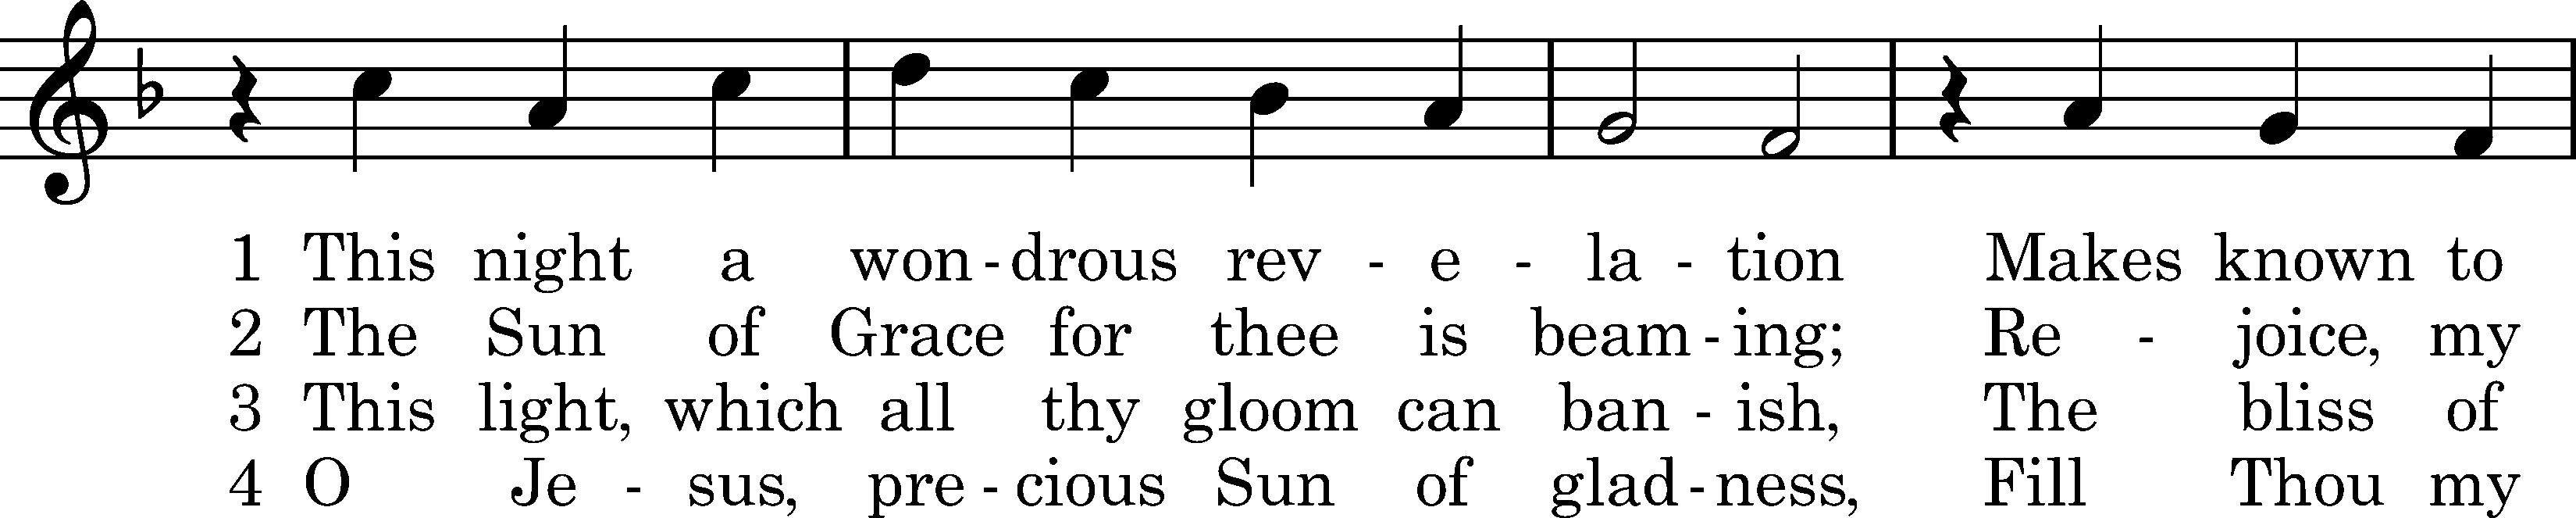 1 This night a won - drous rev - e - la - tion Makes known to
2 The Sun of Grace for thee is beam - ing; Re - joice, my
3 This light, which all thy gloom can ban - ish, The bliss of
4 O Je - sus, pre - cious Sun of glad - ness, Fill Thou my